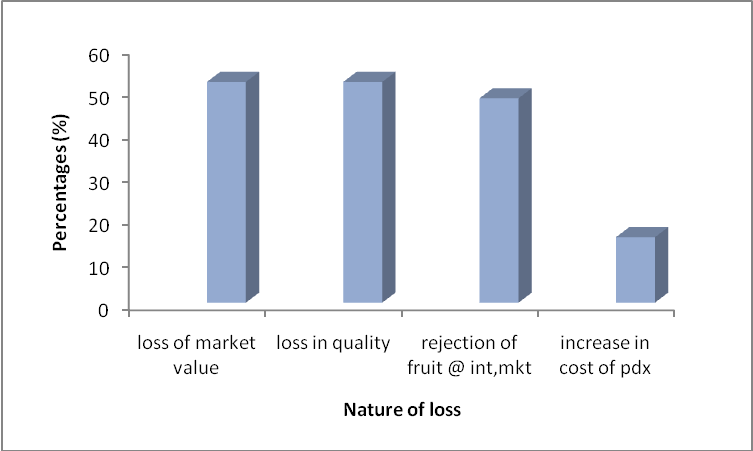 60
50
40
30
20
10
0
Percentages (%)
loss of market
value
loss in quality
rejection of
fruit @ int,mkt
increase in
cost of pdx
Nature of loss